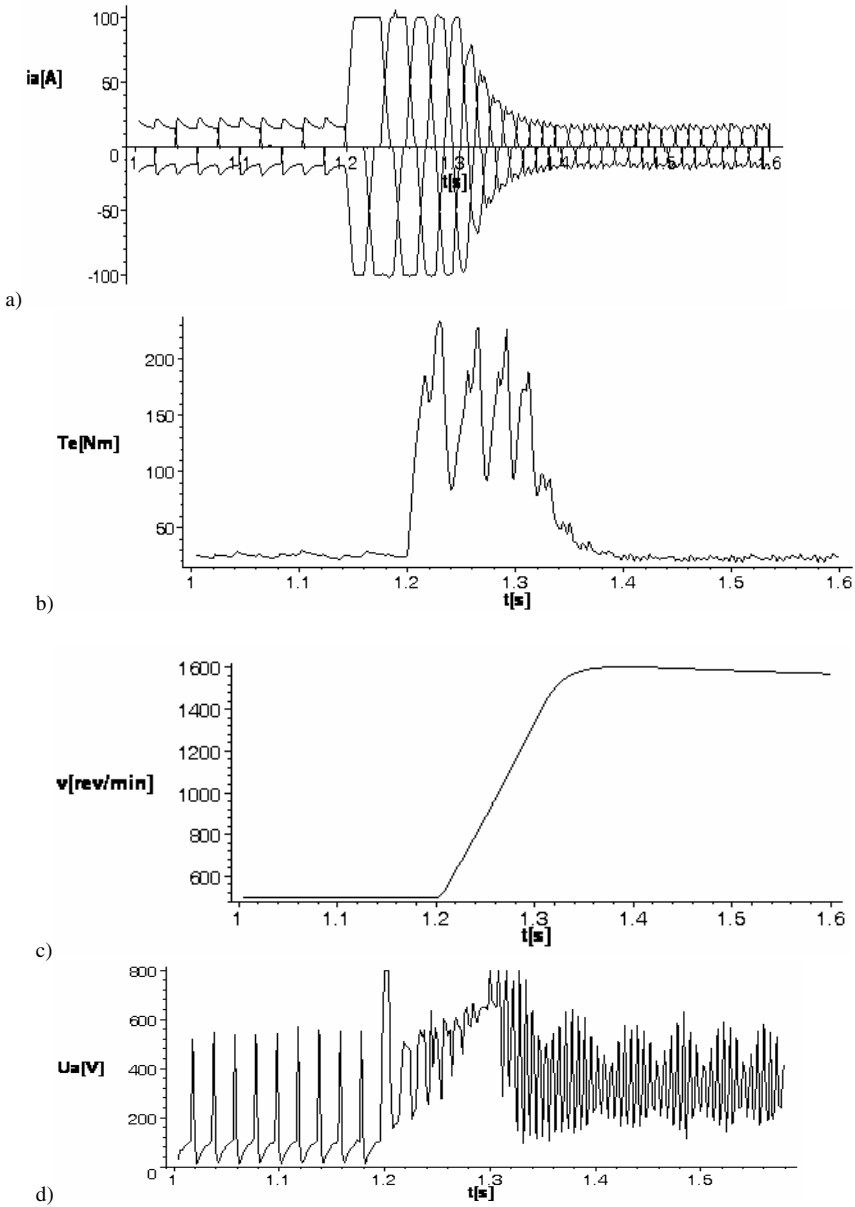 100
ia[A]
50
0
1 1.1 1.2 1.3 1.4 1.5 1.6
t[s]
-50
-100
a)
200
150
Te[Nm]
100
50
1 1.1 1.2 1.3 1.4 1.5 1.6
t[s]
b)
1600
1400
1200
v[rev/min]
1000
800
600
1 1.1 1.2 1.3 1.4 1.5 1.6
t[s]
c)
800
600
Ua[V]
400
200
0
1 1.1 1.2 1.3 1.4 1.5
t[s]
d)